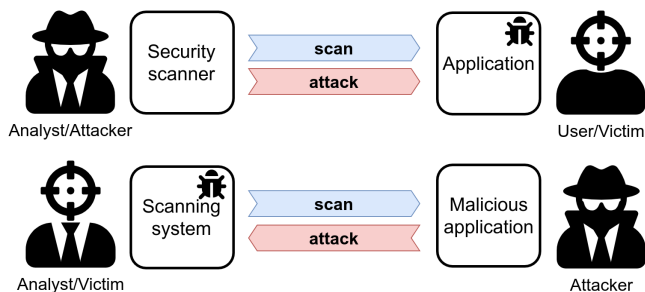 Security
scanner
scan
attack
Application
Analyst/Attacker
User/Victim
Scanning
system
scan
attack
Malicious
application
Analyst/Victim
Attacker